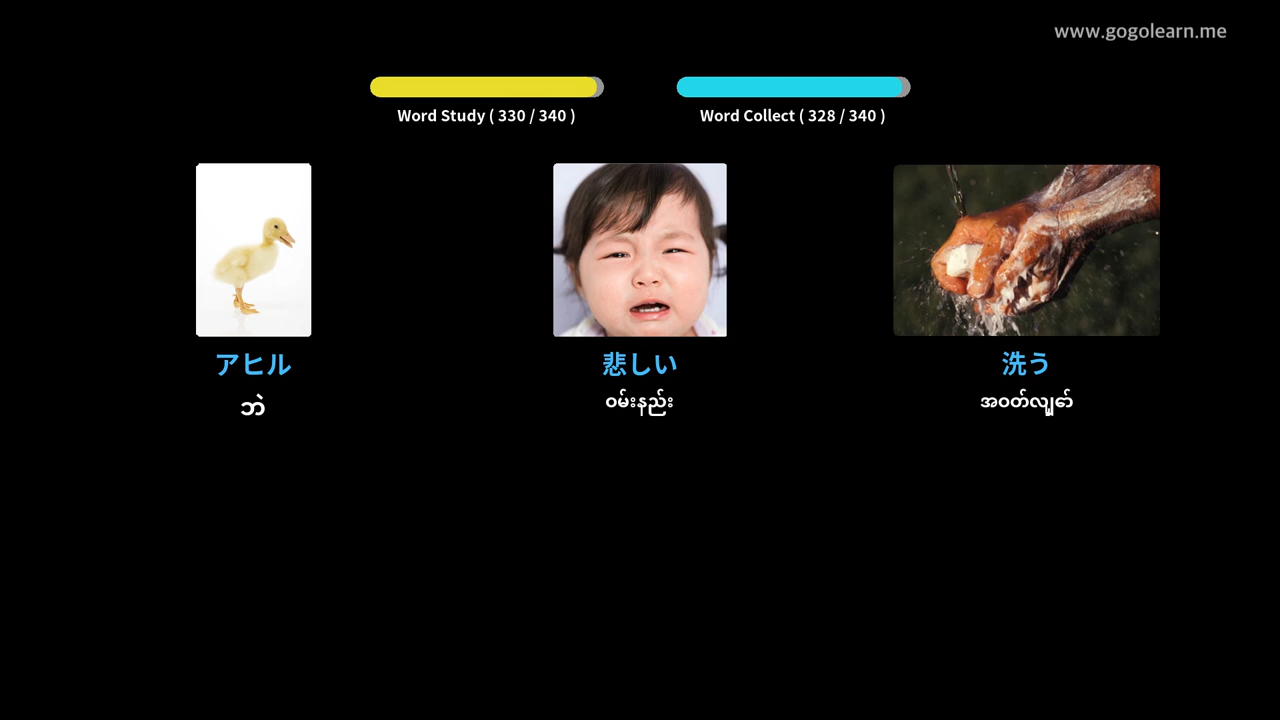 www.gogolearn.me
Word Study ( 330 / 340 )
Word Collect ( 328 / 340 )
アヒル
ဘဲ
悲しい
ဝမ်းနည်း
洗う
အဝတ်လျှော်